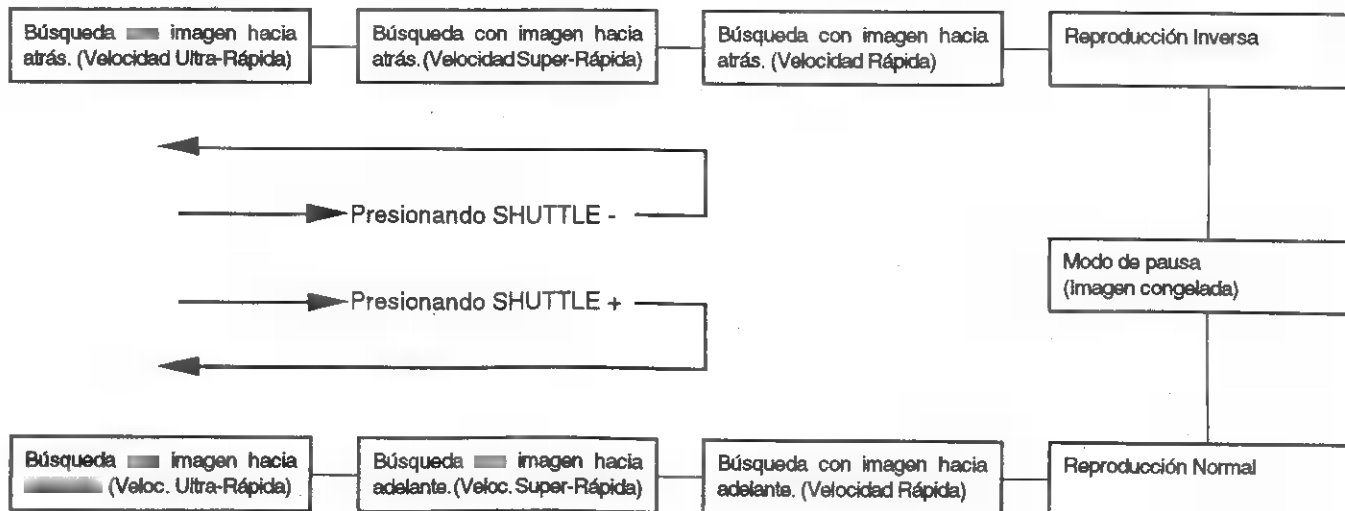 Búsqueda imagen hacia
atrás. (Velocidad Ultra-Rápida)
Búsqueda con imagen hacia
atrás. (Velocidad Super-Rápida)
Búsqueda con imagen hacia
atrás. (Velocidad Rápida)
Reproducción Inversa
Presionando SHUTTLE -
Modo de pausa
(Imagen congelada)
Presionando SHUTTLE +
Búsqueda imagen hacia
(Veloc. Ultra-Rápida)
Búsqueda imagen hacia
adelante. (Veloc. Super-Rápida)
Búsqueda con imagen hacia
adelante. (Velocidad Rápida)
Reproducción Normal